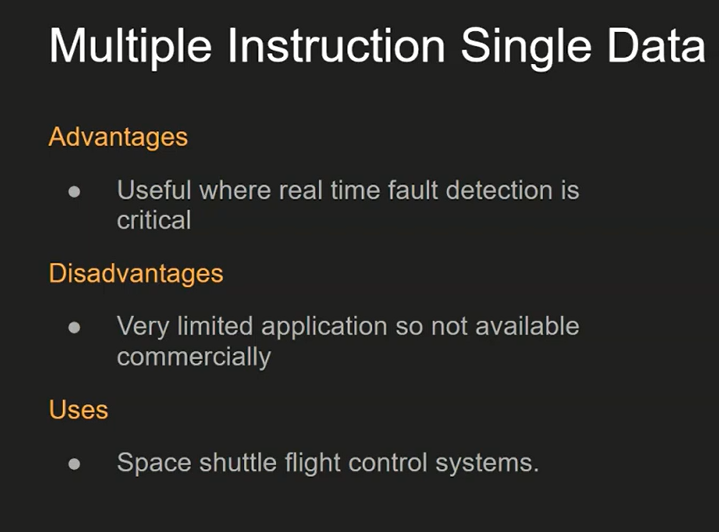 Multiple Instruction Single Data
Advantages
● Useful where real time fault detection is
critical
Disadvantages
● Very limited application so not available
commercially
Uses
● Space shuttle flight control systems.